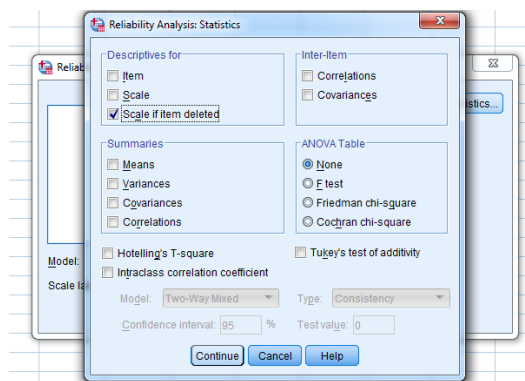 Reliability Analysis: Statistics
Reliab
Descriptives for
Item
Scale
Scale if item deleted
Inter-Item
Correlations
Covariances
istics...
Summaries
Means
Variances
Covariances
Correlations
ANOVA Table
None
F test
Friedman chi-square
Cochran chi-square
Hotelling's T-square
Tukey's test of additivity
Intraclass correlation coefficient
Model:
Scale la
Model: Two-Way Mixed
Type: Consistency
Confidence interval: 95 %
Test value: 0
Continue Cancel Help